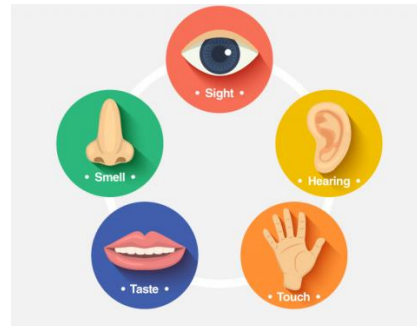 • Sight •
• Smell •
• Hearing •
• Taste •
• Touch •